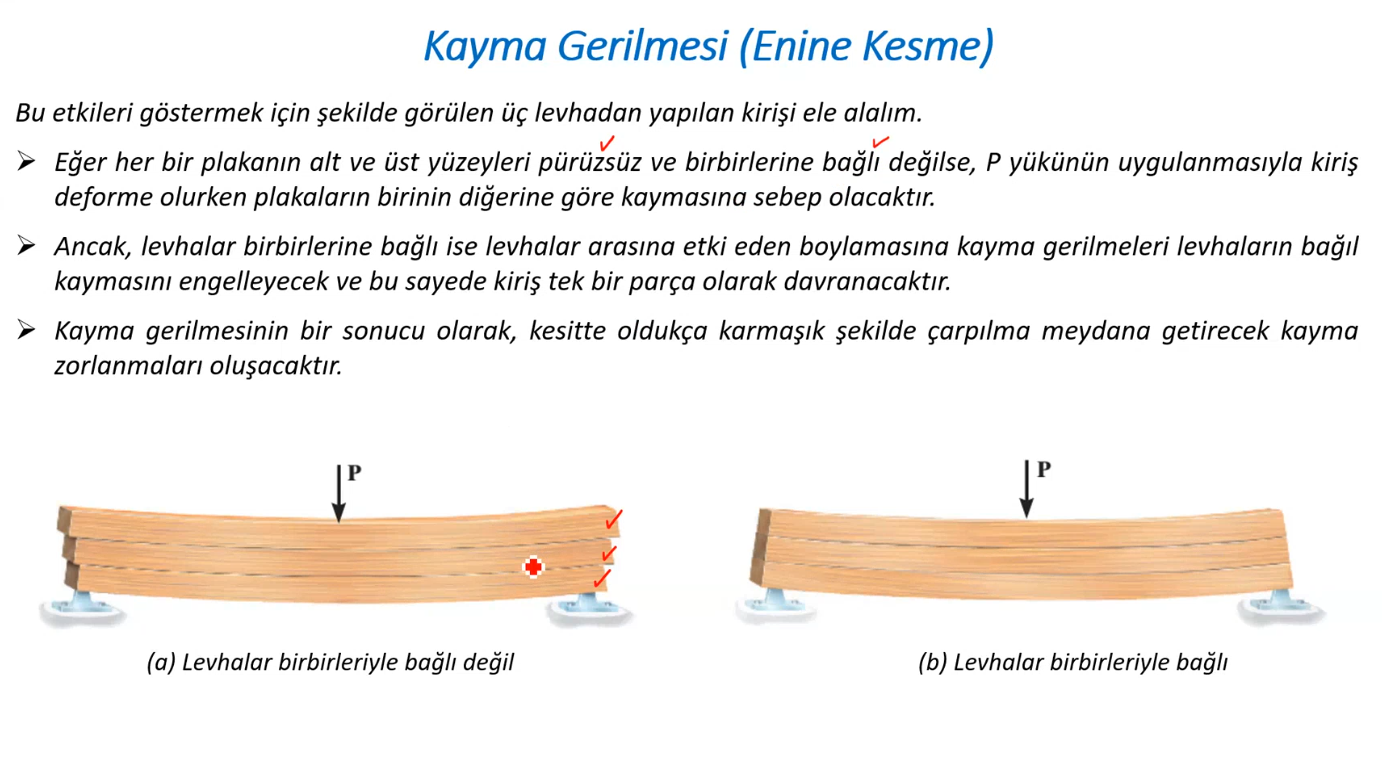 Kayma Gerilmesi (Enine Kesme)
Bu etkileri göstermek için şekilde görülen üç levhadan yapılan kirişi ele alalım.
➢ Eğer her bir plakanın alt ve üst yüzeyleri pürüzsüz ve birbirlerine bağlı değilse, P yükünün uygulanmasıyla kiriş
deforme olurken plakaların birinin diğerine göre kaymasına sebep olacaktır.
➢ Ancak, levhalar birbirlerine bağlı ise levhalar arasına etki eden boylamasına kayma gerilmeleri levhaların bağıl
kaymasını engelleyecek ve bu sayede kiriş tek bir parça olarak davranacaktır.
➢ Kayma gerilmesinin bir sonucu olarak, kesitte oldukça karmaşık şekilde çarpılma meydana getirecek kayma
zorlanmaları oluşacaktır.
P
P
(a) Levhalar birbirleriyle bağlı değil
(b) Levhalar birbirleriyle bağlı